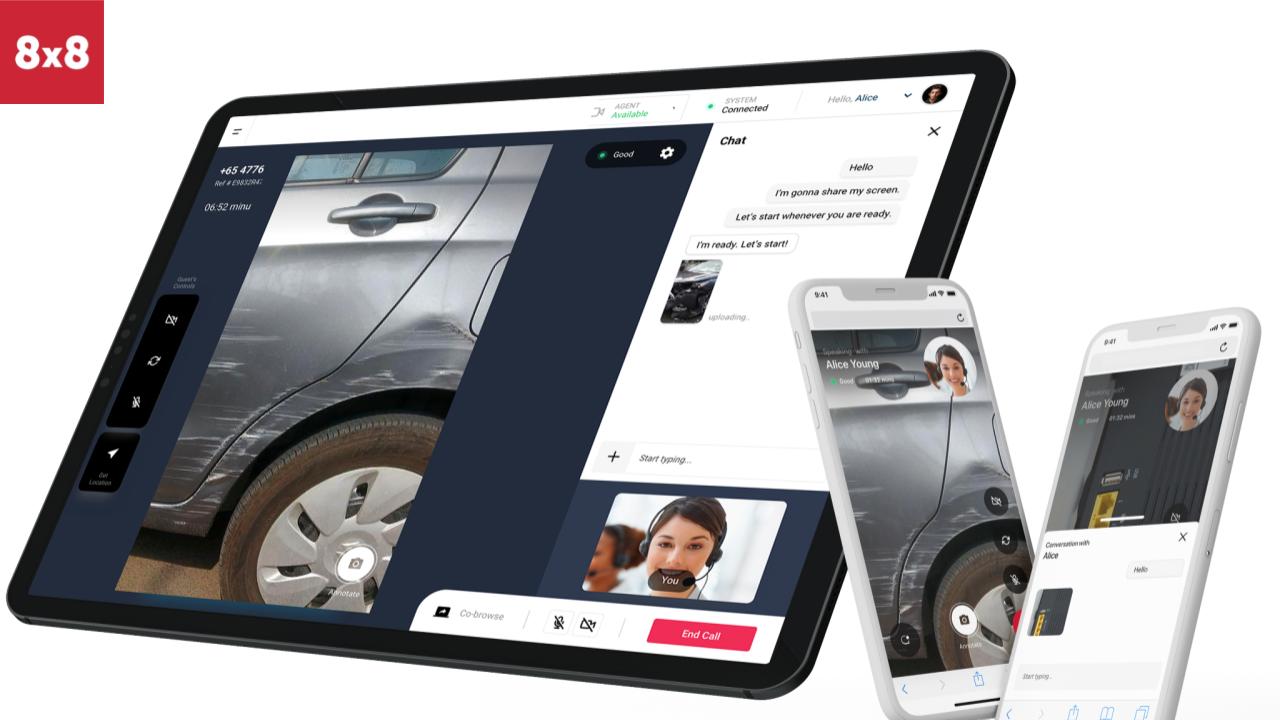 8x8
AGENT
Available
SYSTEM
Connected
Hello, Alice
+65 4776
06:52 minu
Guest's
Controls
Get
Location
Good
Chat
Hello
I'm gonna share my screen.
Let's start whenever you are ready.
I'm ready. Let's start!
uploading..
Start typing...
You
Annotate
Co-browse
End Call
9:41
Speaking with
Alice Young
Good 01:32 mins
Annotate
9:41
Speaking with
Alice Young
Good 01:32 mins
Conversation with
Alice
Hello
Start typing..